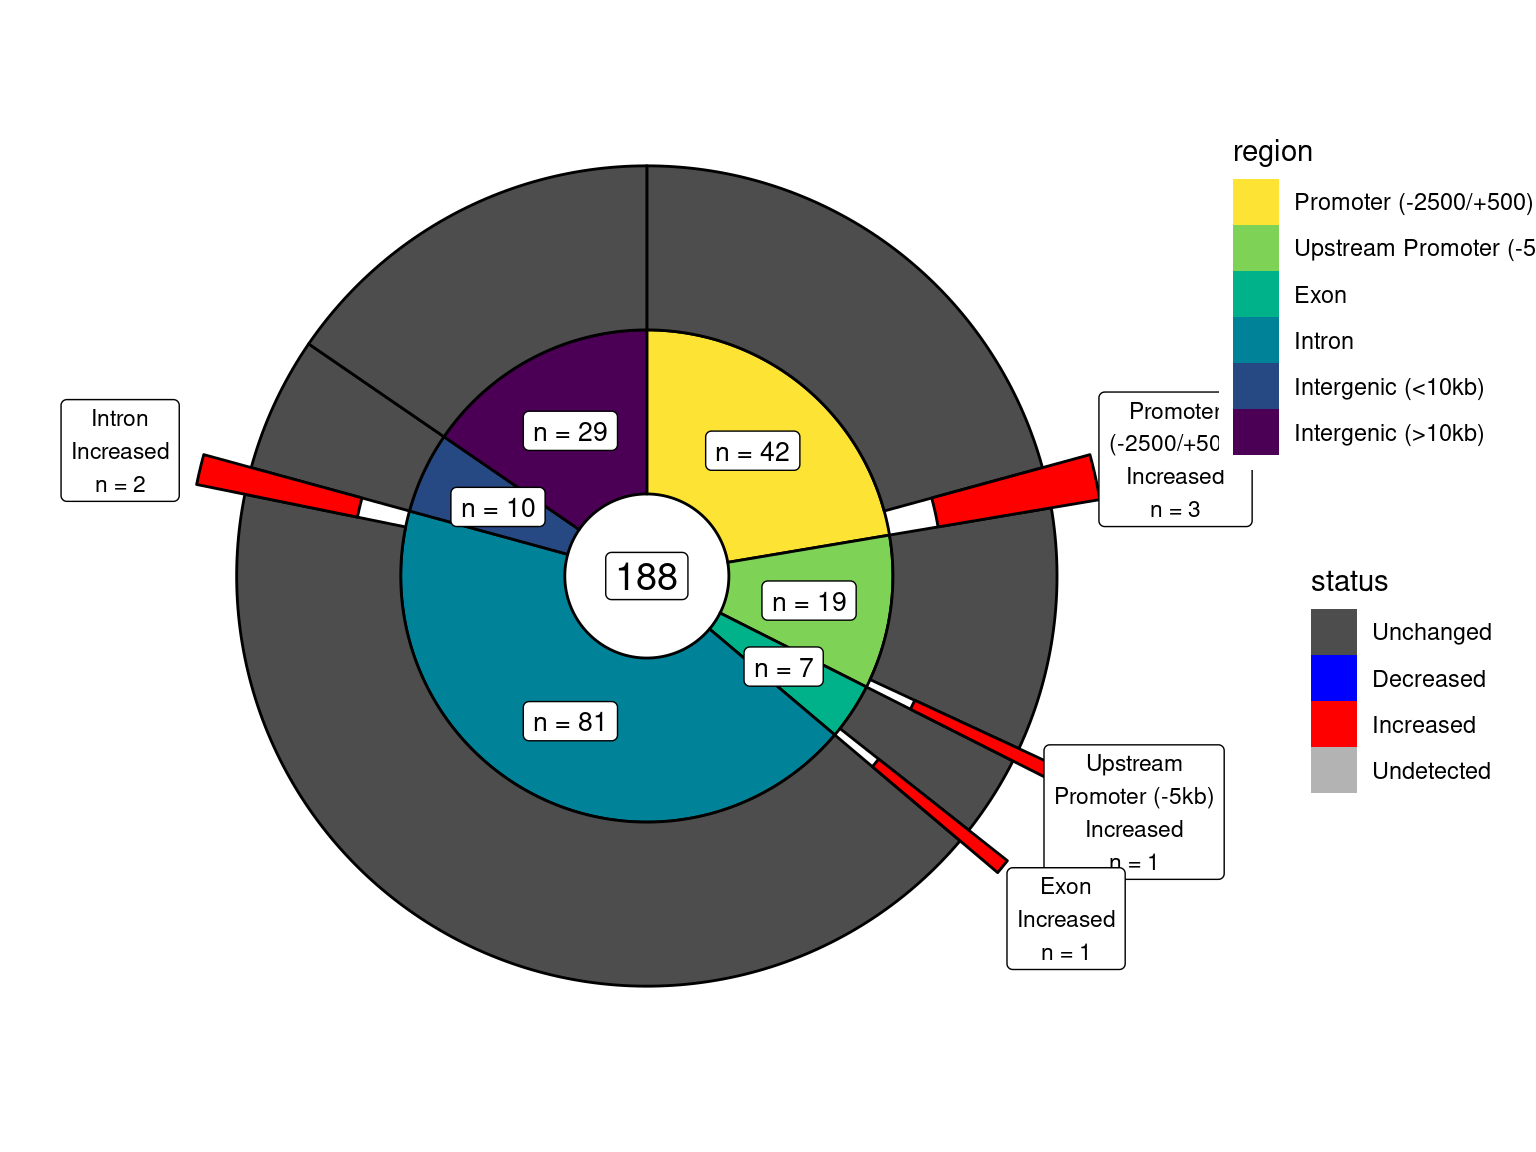 region
Promoter (-2500/+500)
Upstream Promoter (-5
Exon
Intron
Intergenic (<10kb)
Intergenic (>10kb)
Intron
Increased
n = 2
n = 29
n = 42
n = 10
188
n = 19
n = 7
n = 81
Promoter
(-2500/+50
Increased
n = 3
status
Unchanged
Decreased
Increased
Undetected
Upstream
Promoter (-5kb)
Increased
n = 1
Exon
Increased
n = 1